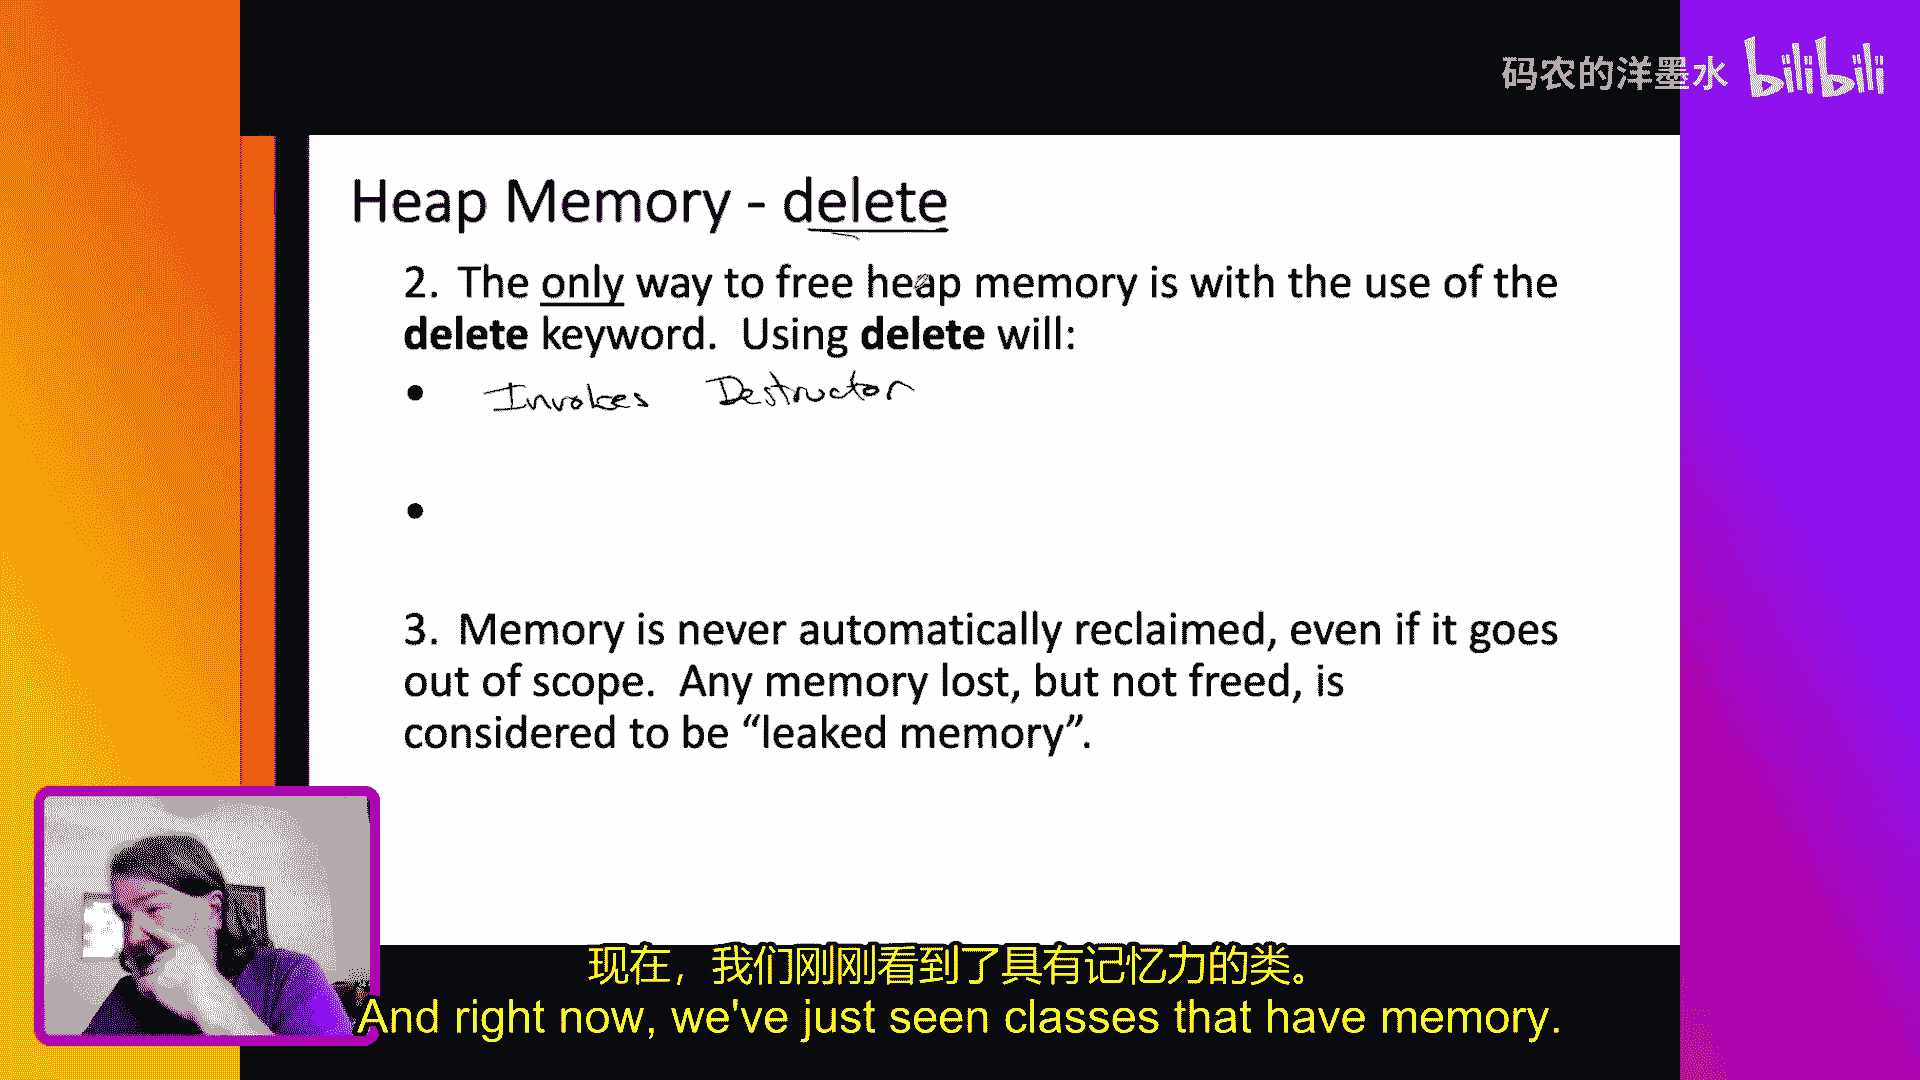 码农的洋墨水 bilibili
Heap Memory - delete
2. The only way to free heap memory is with the use of the
delete keyword. Using delete will:
• Invokes Destructor
•
3. Memory is never automatically reclaimed, even if it goes
out of scope. Any memory lost, but not freed, is
considered to be “leaked memory”.
现在，我们刚刚看到了具有记忆力的类。
And right now, we've just seen classes that have memory.